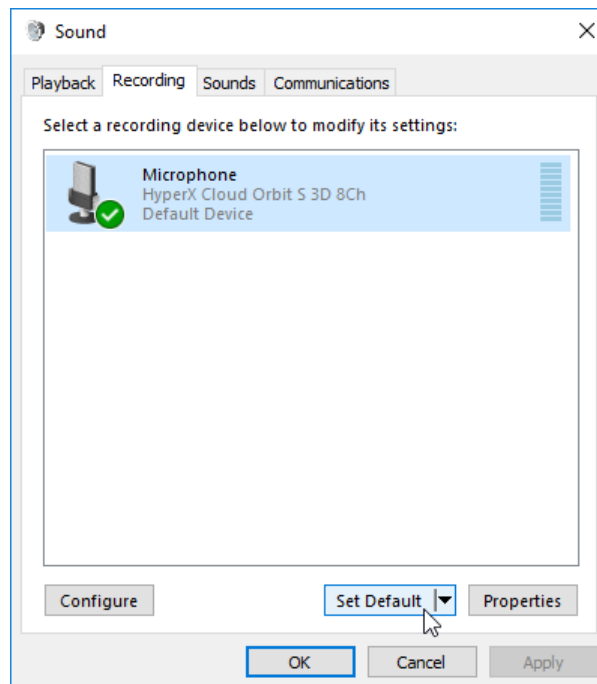 Sound
Playback Recording Sounds Communications
Select a recording device below to modify its settings:
Microphone
HyperX Cloud Orbit S 3D 8Ch
Default Device
Configure Set Default Properties
OK Cancel Apply